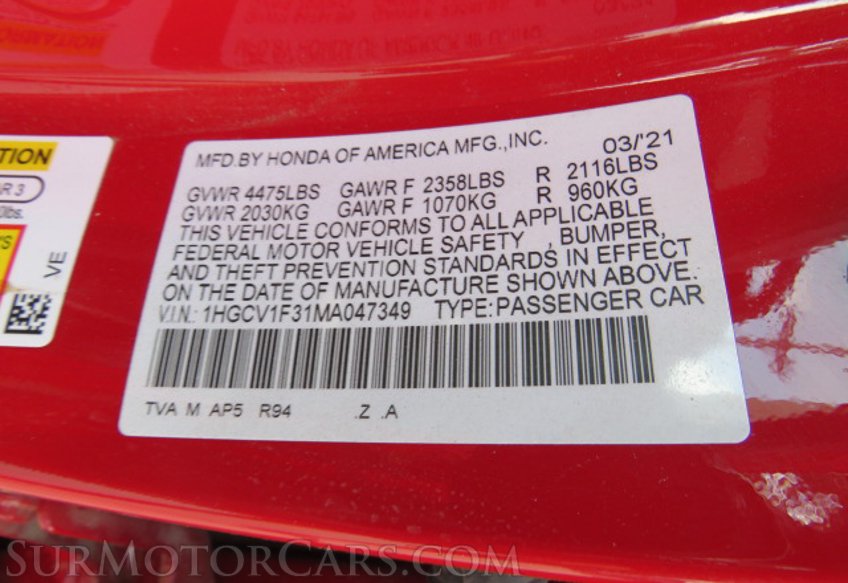 MFD.BY HONDA OF AMERICA MFG.,INC. 03/'21
GVWR 4475LBS GAWR F 2358LBS R 2116LBS
GVWR 2030KG GAWR F 1070KG R 960KG
THIS VEHICLE CONFORMS TO ALL APPLICABLE
FEDERAL MOTOR VEHICLE SAFETY , BUMPER,
AND THEFT PREVENTION STANDARDS IN EFFECT
ON THE DATE OF MANUFACTURE SHOWN ABOVE.
V.I.N.: 1HGCV1F31MA047349 TYPE:PASSENGER CAR
TVA M AP5 R94 .Z .A
VE
SURMOTORCARS.COM